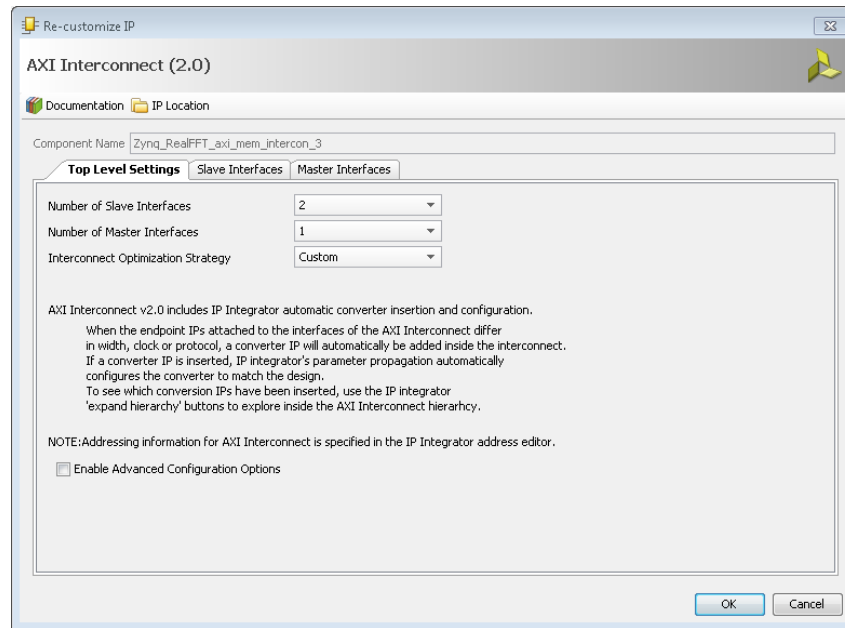 Re-customize IP
AXI Interconnect (2.0)
Documentation IP Location
Component Name Zynq_RealFFT_axi_mem_intercon_3
Top Level Settings Slave Interfaces Master Interfaces
Number of Slave Interfaces 2
Number of Master Interfaces 1
Interconnect Optimization Strategy Custom
AXI Interconnect v2.0 includes IP Integrator automatic converter insertion and configuration.
When the endpoint IPs attached to the interfaces of the AXI Interconnect differ
in width, clock or protocol, a converter IP will automatically be added inside the interconnect.
If a converter IP is inserted, IP integrator's parameter propagation automatically
configures the converter to match the design.
To see which conversion IPs have been inserted, use the IP integrator
'expand hierarchy' buttons to explore inside the AXI Interconnect hierarhcy.
NOTE:Addressing information for AXI Interconnect is specified in the IP Integrator address editor.
Enable Advanced Configuration Options
OK Cancel